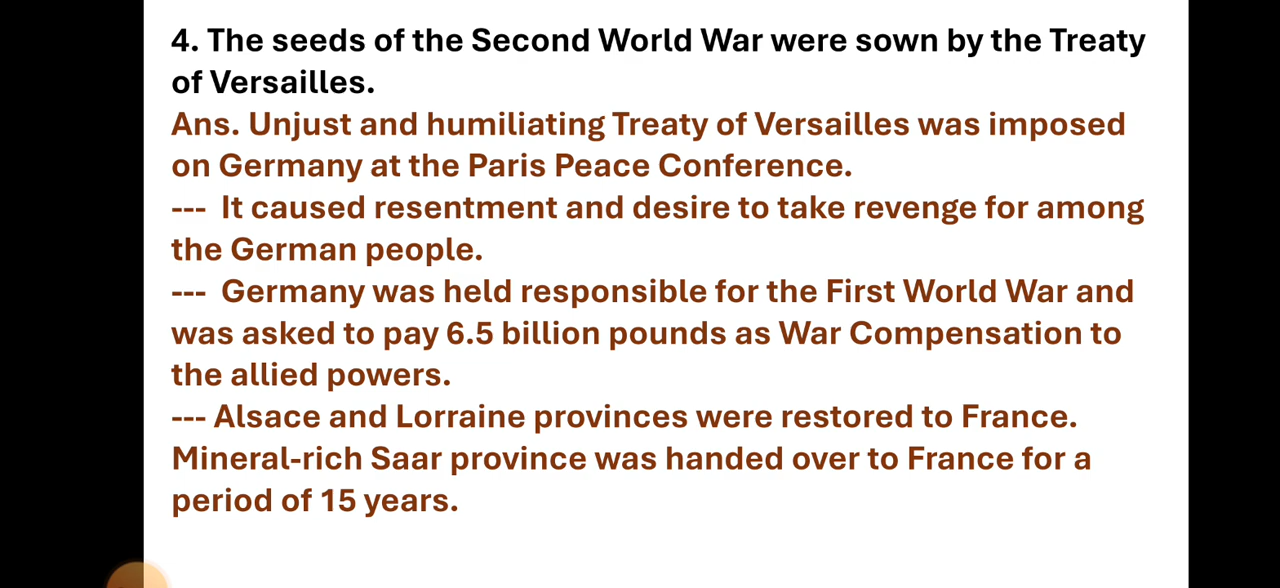 4. The seeds of the Second World War were sown by the Treaty
of Versailles.
Ans. Unjust and humiliating Treaty of Versailles was imposed
on Germany at the Paris Peace Conference.
--- It caused resentment and desire to take revenge for among
the German people.
--- Germany was held responsible for the First World War and
was asked to pay 6.5 billion pounds as War Compensation to
the allied powers.
--- Alsace and Lorraine provinces were restored to France.
Mineral-rich Saar province was handed over to France for a
period of 15 years.